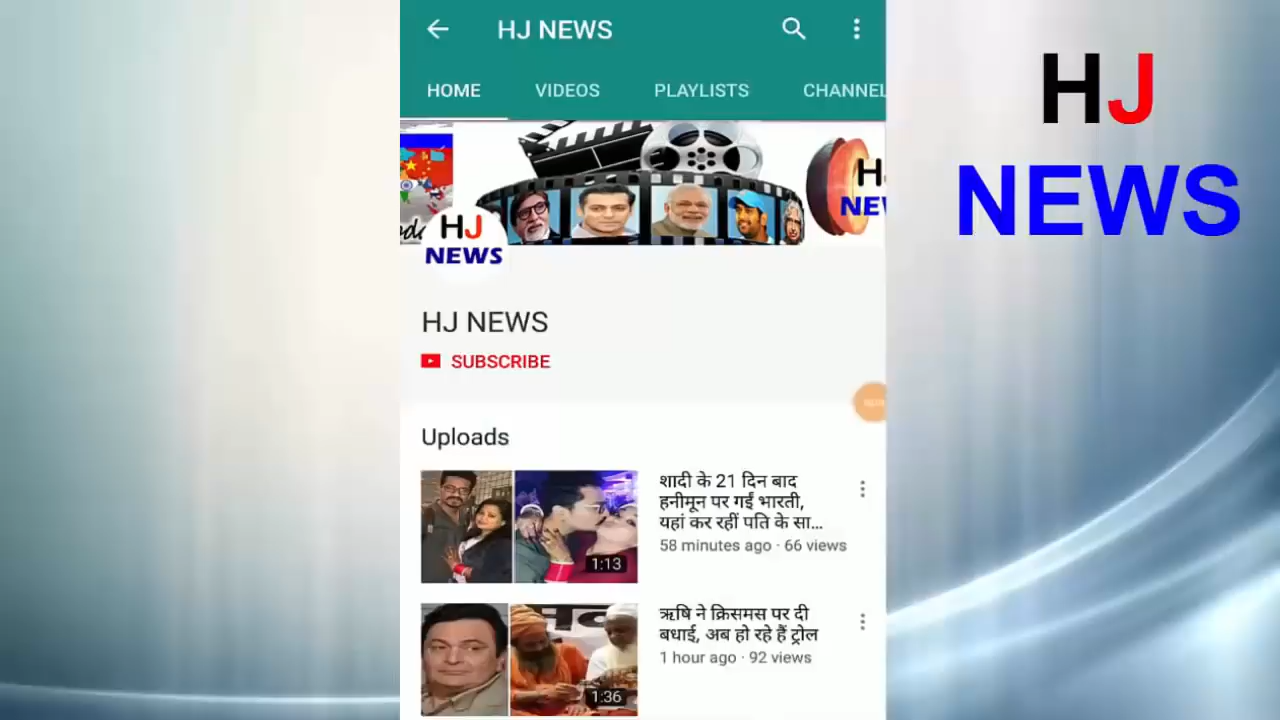 HJ NEWS
HOME VIDEOS PLAYLISTS CHANNEL
HJ
NEWS
HJ
NEWS
HJ NEWS
SUBSCRIBE
Uploads
शादी के 21 दिन बाद
हनीमून पर गईं भारती,
यहां कर रहीं पति के सा...
58 minutes ago · 66 views
1:13
ऋषि ने क्रिसमस पर दी
बधाई, अब हो रहे हैं ट्रोल
1 hour ago · 92 views
1:36